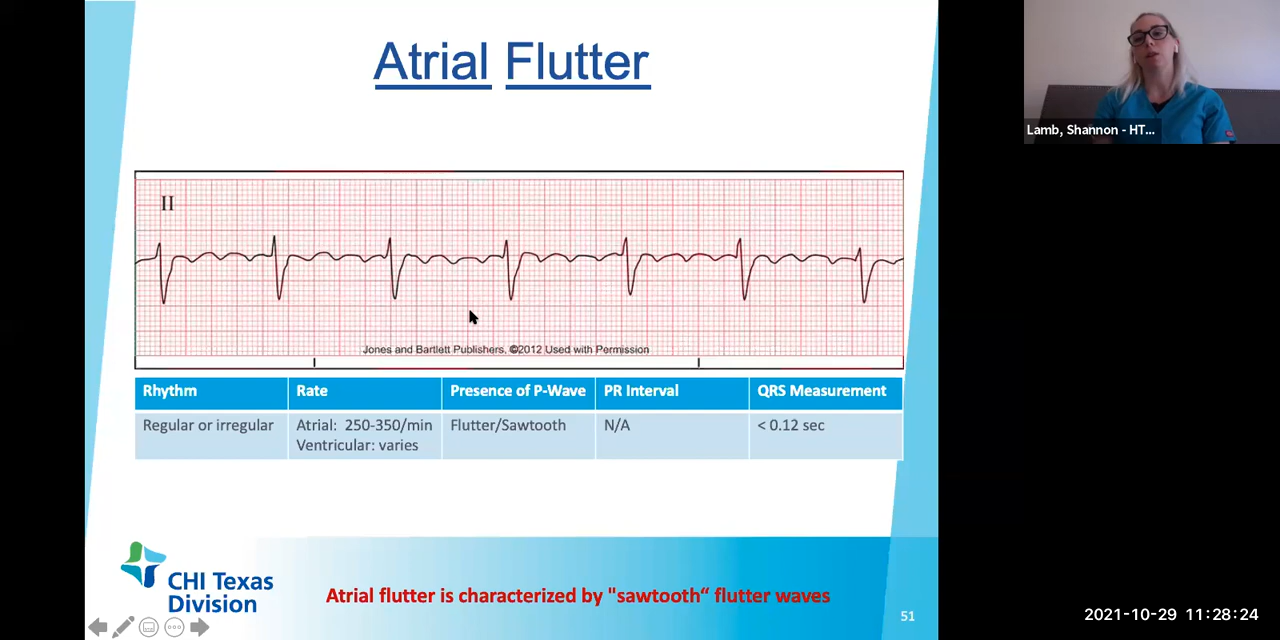 Atrial Flutter
Lamb, Shannon - HT...
II
Jones and Bartlett Publishers, ©2012 Used with Permission
Rhythm Rate Presence of P-Wave PR Interval QRS Measurement
Regular or irregular Atrial: 250-350/min Flutter/Sawtooth N/A < 0.12 sec
Ventricular: varies
CHI Texas
Division
Atrial flutter is characterized by "sawtooth“ flutter waves
51
2021-10-29 11:28:24